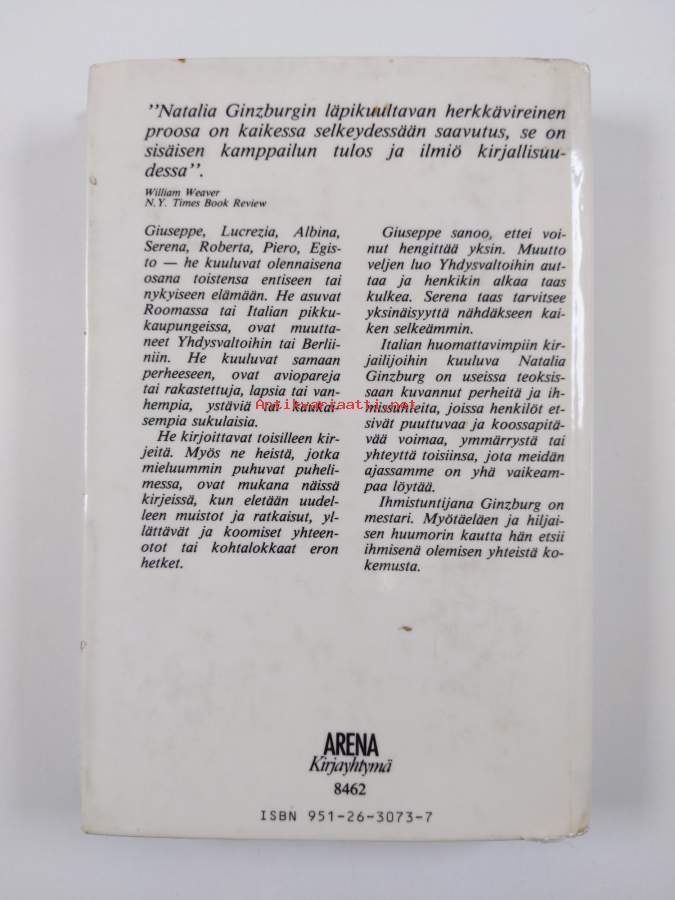 "Natalia Ginzburgin läpikuultavan herkkävireinen
proosa on kaikessa selkeydessään saavutus, se on
sisäisen kamppailun tulos ja ilmiö kirjallisuu-
dessa".
William Weaver
N.Y. Times Book Review
Giuseppe, Lucrezia, Albina,
Serena, Roberta, Piero, Egis-
to — he kuuluvat olennaisena
osana toistensa entiseen tai
nykyiseen elämään. He asuvat
Roomassa tai Italian pikku-
kaupungeissa, ovat muutta-
neet Yhdysvaltoihin tai Berlii-
niin. He kuuluvat samaan
perheeseen, ovat aviopareja
tai rakastettuja, lapsia tai van-
hempia, ystäviä tai kaukai-
sempia sukulaisia.
He kirjoittavat toisilleen kir-
jeitä. Myös ne heistä, jotka
mieluummin puhuvat puheli-
messa, ovat mukana näissä
kirjeissä, kun eletään uudel-
leen muistot ja ratkaisut, yl-
lättävät ja koomiset yhteen-
otot tai kohtalokkaat eron
hetket.
Giuseppe sanoo, ettei voi-
nut hengittää yksin. Muutto
veljen luo Yhdysvaltoihin aut-
taa ja henkikin alkaa taas
kulkea. Serena taas tarvitsee
yksinäisyyttä nähdäkseen kai-
ken selkeämmin.
Italian huomattavimpiin kir-
jailijoihin kuuluva Natalia
Ginzburg on useissa teoksis-
saan kuvannut perheitä ja ih-
missuhteita, joissa henkilöt et-
sivät puuttuvaa ja koossapitä-
vää voimaa, ymmärrystä tai
yhteyttä toisiinsa, jota meidän
ajassamme on yhä vaikeam-
paa löytää.
Ihmistuntijana Ginzburg on
mestari. Myötäeläen ja hiljai-
sen huumorin kautta hän etsii
ihmisenä olemisen yhteistä ko-
kemusta.
Antikvariaatti.net
ARENA
Kirjayhtymä
8462
ISBN 951-26-3073-7